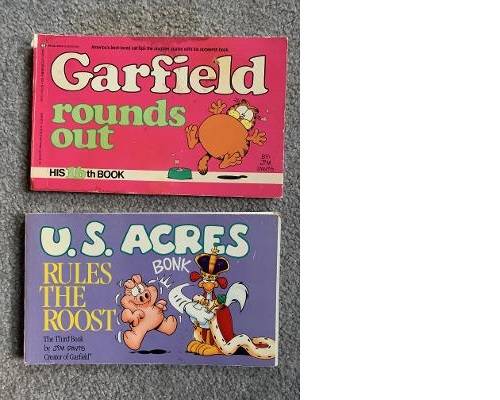 Garfield
rounds
out
BY:
JIM
DAVIS
HIS 16th BOOK
U.S. ACRES
BONK
RULES
THE
ROOST
The Third Book
by JIM DAVIS
Creator of Garfield™